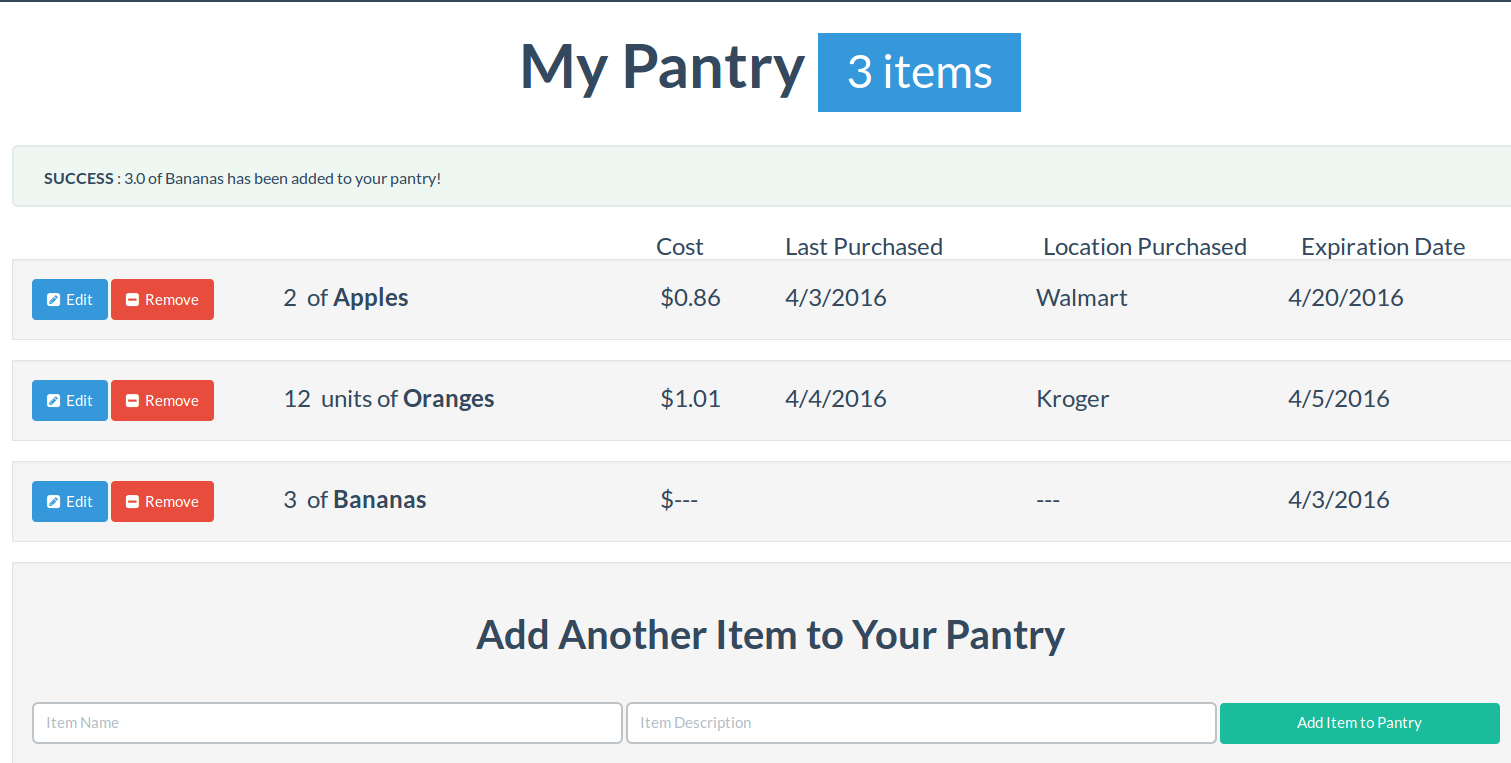 My Pantry 3 items
SUCCESS : 3.0 of Bananas has been added to your pantry!
Cost Last Purchased Location Purchased Expiration Date
Edit Remove 2 of Apples $0.86 4/3/2016 Walmart 4/20/2016
Edit Remove 12 units of Oranges $1.01 4/4/2016 Kroger 4/5/2016
Edit Remove 3 of Bananas $--- --- 4/3/2016
Add Another Item to Your Pantry
Item Name Item Description Add Item to Pantry